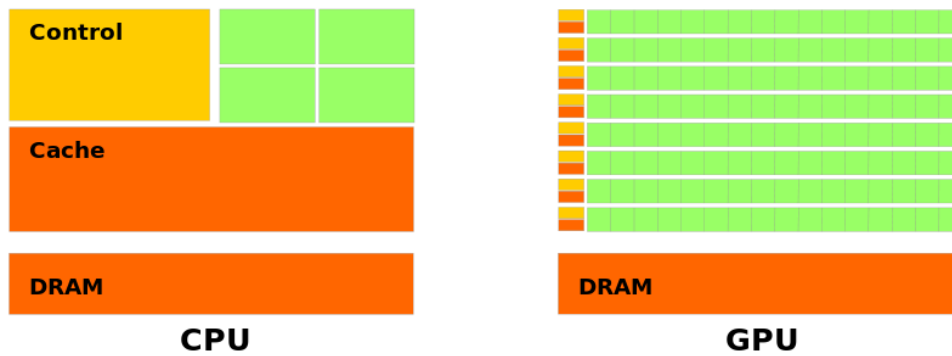 Control
Cache
DRAM
DRAM
CPU
GPU